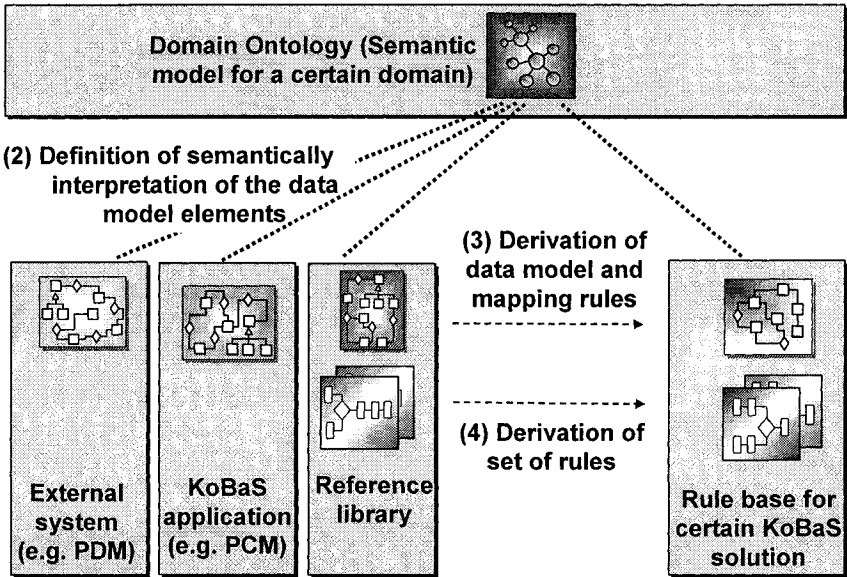 Domain Ontology (Semantic
model for a certain domain)
(2) Definition of semantically
interpretation of the data
model elements
(3) Derivation of
data model and
mapping rules
(4) Derivation of
set of rules
External
system
(e.g. PDM)
KoBaS
application
(e.g. PCM)
Reference
library
Rule base for
certain KoBaS
solution